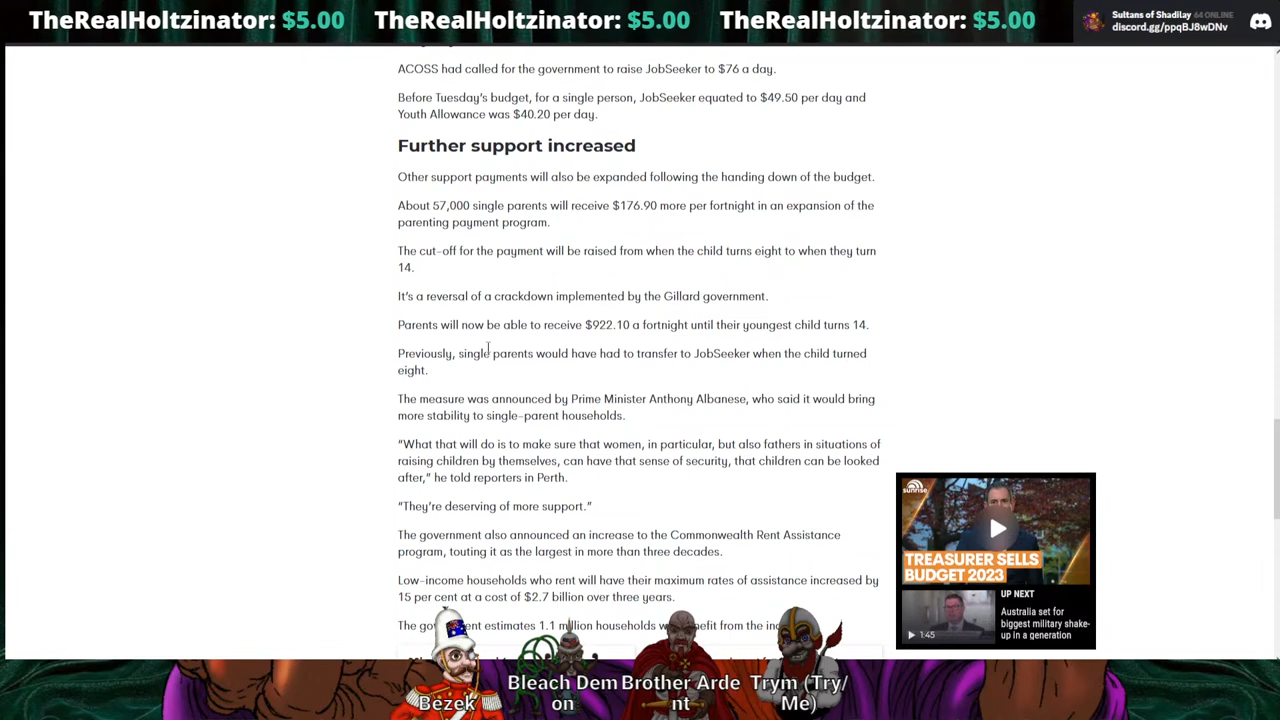 TheRealHoltzinator: $5.00 TheRealHoltzinator: $5.00 TheRealHoltzinator: $5.00
Sultans of Shadilay 64 ONLINE
discord.gg/ppqBJ8wDNv
ACOSS had called for the government to raise JobSeeker to $76 a day.
Before Tuesday's budget, for a single person, JobSeeker equated to $49.50 per day and
Youth Allowance was $40.20 per day.
Further support increased
Other support payments will also be expanded following the handing down of the budget.
About 57,000 single parents will receive $176.90 more per fortnight in an expansion of the
parenting payment program.
The cut-off for the payment will be raised from when the child turns eight to when they turn
14.
It's a reversal of a crackdown implemented by the Gillard government.
Parents will now be able to receive $922.10 a fortnight until their youngest child turns 14.
Previously, single parents would have had to transfer to JobSeeker when the child turned
eight.
The measure was announced by Prime Minister Anthony Albanese, who said it would bring
more stability to single-parent households.
"What that will do is to make sure that women, in particular, but also fathers in situations of
raising children by themselves, can have that sense of security, that children can be looked
after," he told reporters in Perth.
"They're deserving of more support."
The government also announced an increase to the Commonwealth Rent Assistance
program, touting it as the largest in more than three decades.
Low-income households who rent will have their maximum rates of assistance increased by
15 per cent at a cost of $2.7 billion over three years.
The estimates 1.1 million households from the
sunrise
TREASURER SELLS
BUDGET 2023
1:45
UP NEXT
Australia set for
biggest military shake-
up in a generation
Bezek
Bleach Dem
on
Brother Arde
nt
Trym (Try/
Me)